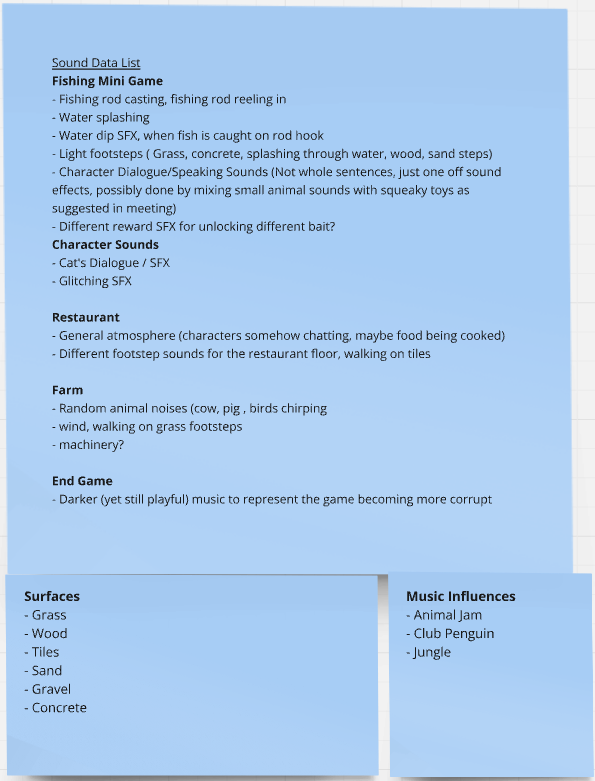 Sound Data List
Fishing Mini Game
- Fishing rod casting, fishing rod reeling in
- Water splashing
- Water dip SFX, when fish is caught on rod hook
- Light footsteps ( Grass, concrete, splashing through water, wood, sand steps)
- Character Dialogue/Speaking Sounds (Not whole sentences, just one off sound
effects, possibly done by mixing small animal sounds with squeaky toys as
suggested in meeting)
- Different reward SFX for unlocking different bait?
Character Sounds
- Cat's Dialogue / SFX
- Glitching SFX
Restaurant
- General atmosphere (characters somehow chatting, maybe food being cooked)
- Different footstep sounds for the restaurant floor, walking on tiles
Farm
- Random animal noises (cow, pig , birds chirping
- wind, walking on grass footsteps
- machinery?
End Game
- Darker (yet still playful) music to represent the game becoming more corrupt
Surfaces
- Grass
- Wood
- Tiles
- Sand
- Gravel
- Concrete
Music Influences
- Animal Jam
- Club Penguin
- Jungle